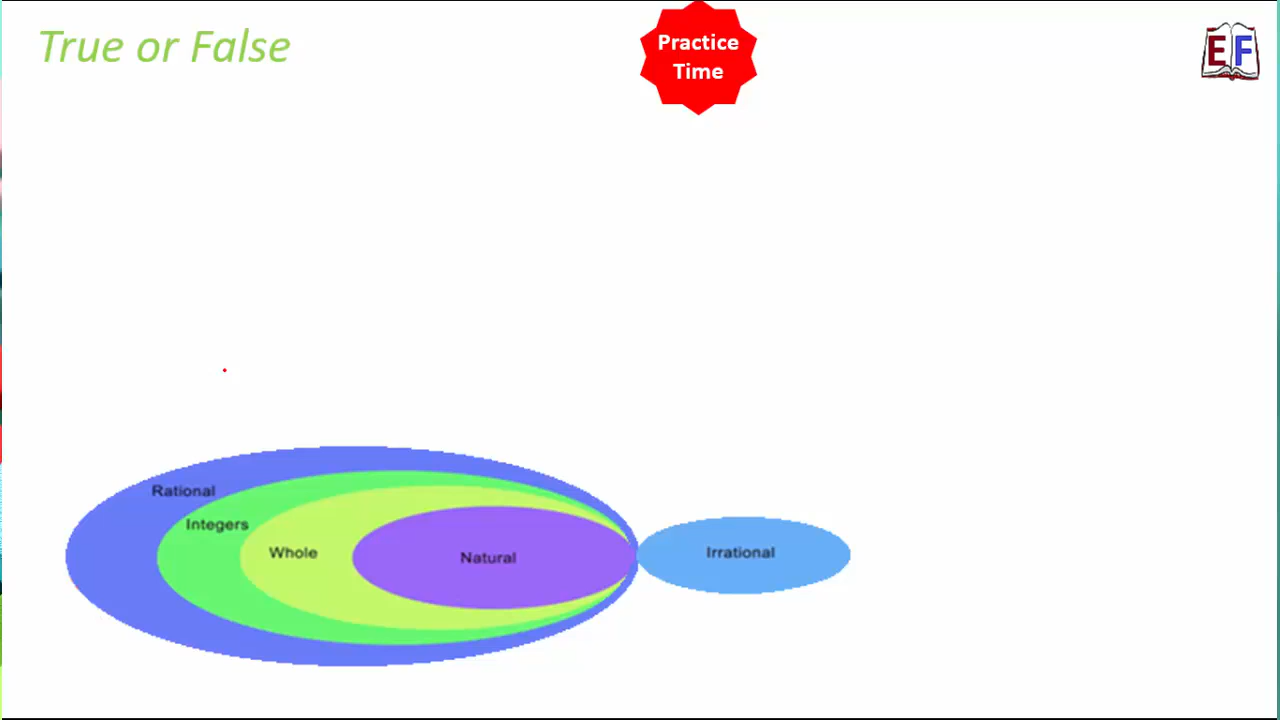 True or False
Practice
Time
EF
Rational
Integers
Whole
Natural
Irrational